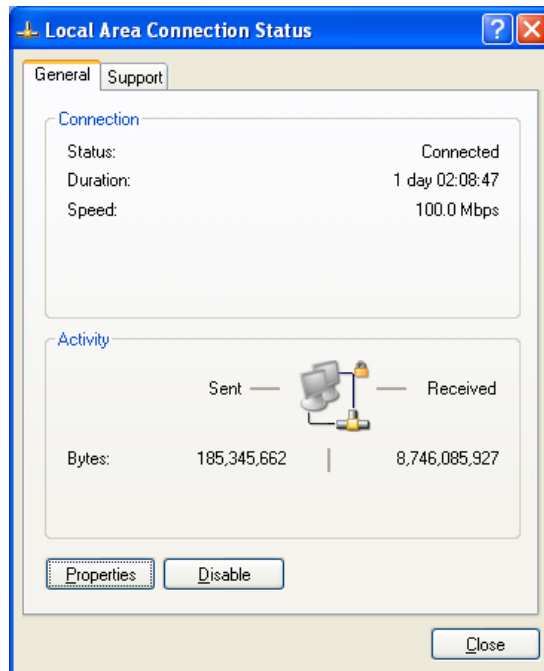 Local Area Connection Status
?
General Support
Connection
Status: Connected
Duration: 1 day 02:08:47
Speed: 100.0 Mbps
Activity
Sent Received
Bytes: 185,345,662 8,746,085,927
Properties Disable
Close